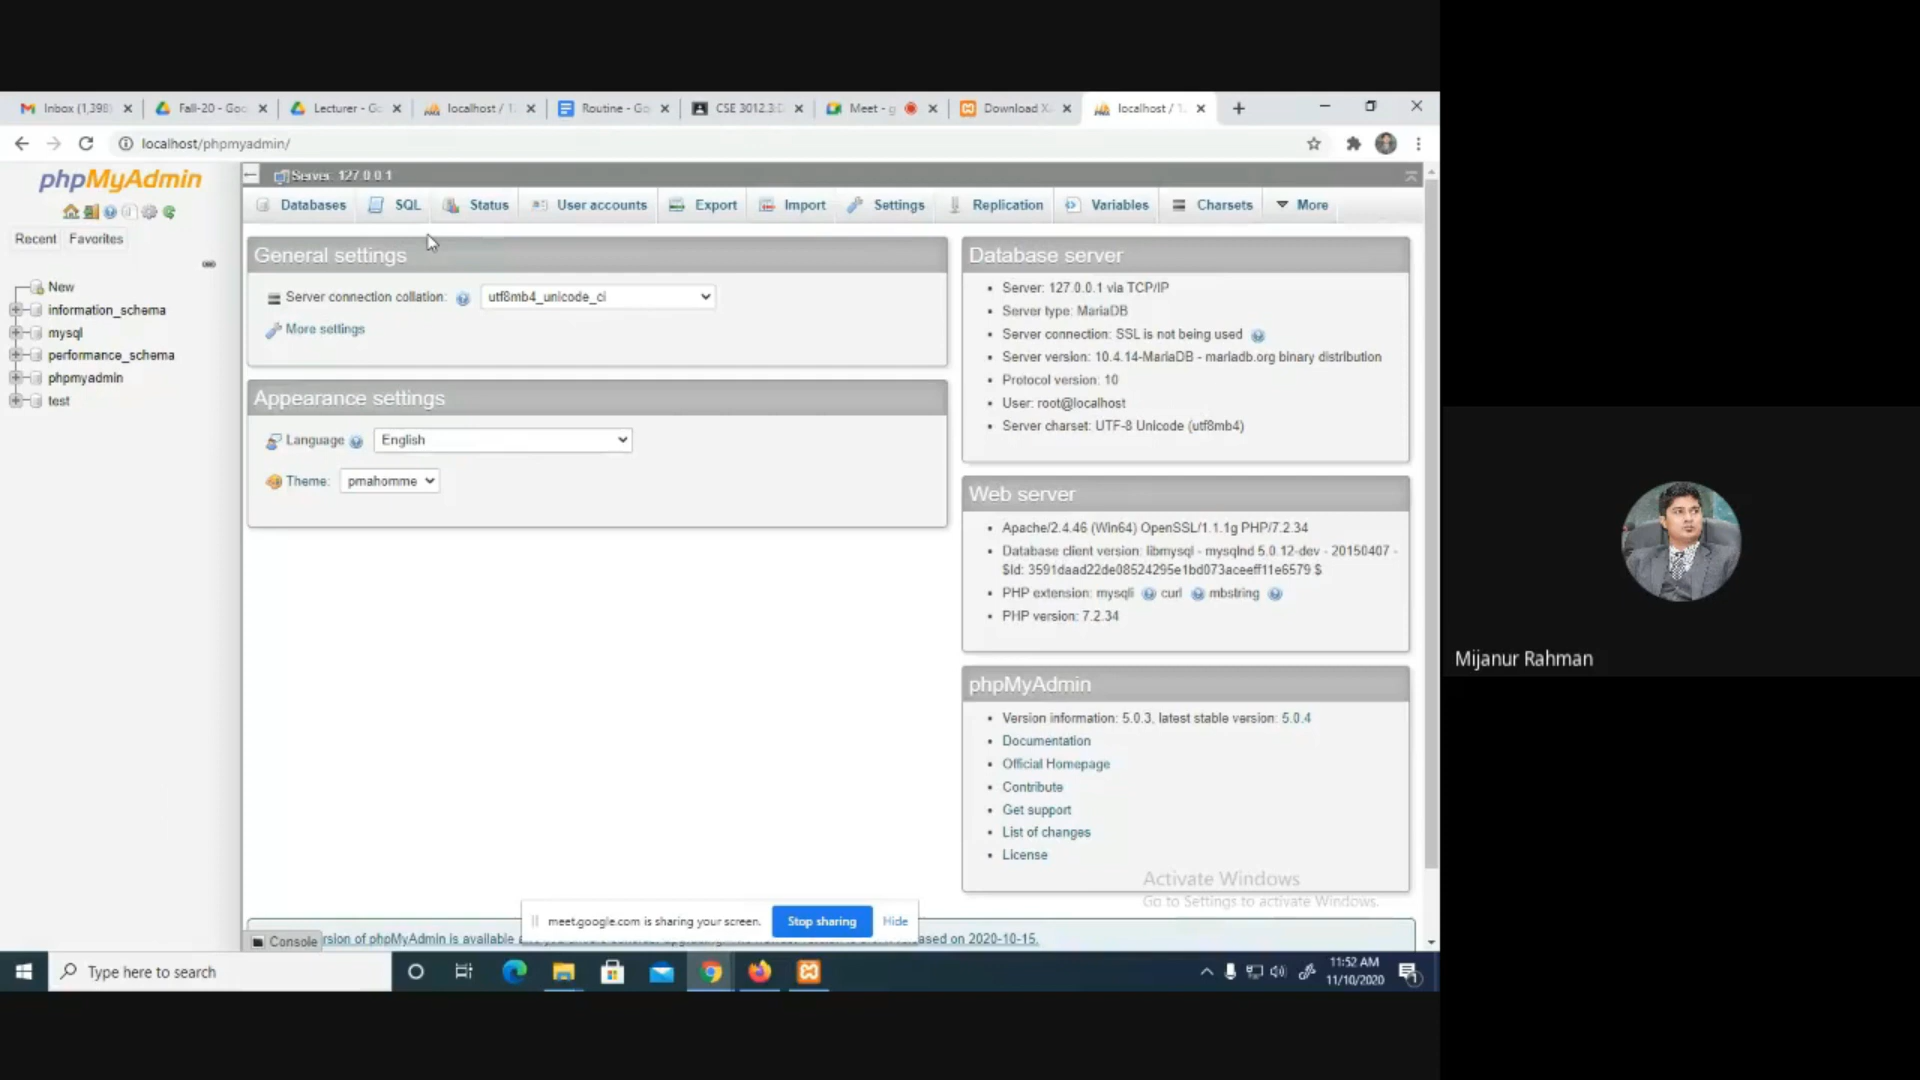 Inbox (1,398)
Fall-20 - Goo
Lecturer - Go
localhost / 1
Routine - Go
CSE 3012.3
Meet - g
Download X
localhost / 1
localhost/phpmyadmin/
phpMyAdmin
Recent Favorites
New
information_schema
mysql
performance_schema
phpmyadmin
test
Server: 127.0.0.1
Databases SQL Status User accounts Export Import Settings Replication Variables Charsets More
General settings
Server connection collation: utf8mb4_unicode_ci
More settings
Appearance settings
Language English
Theme: pmahomme
Database server
Server: 127.0.0.1 via TCP/IP
Server type: MariaDB
Server connection: SSL is not being used
Server version: 10.4.14-MariaDB - mariadb.org binary distribution
Protocol version: 10
User: root@localhost
Server charset: UTF-8 Unicode (utf8mb4)
Web server
Apache/2.4.46 (Win64) OpenSSL/1.1.1g PHP/7.2.34
Database client version: libmysql - mysqlnd 5.0.12-dev - 20150407 -
$Id: 3591daad22de08524295e1bd073aceeff11e6579 $
PHP extension: mysqli curl mbstring
PHP version: 7.2.34
phpMyAdmin
Version information: 5.0.3, latest stable version: 5.0.4
Documentation
Official Homepage
Contribute
Get support
List of changes
License
Activate Windows
Go to Settings to activate Windows.
meet.google.com is sharing your screen. Stop sharing Hide
Console
rsion of phpMyAdmin is available
on 2020-10-15.
Type here to search
11:52 AM
11/10/2020
1
Mijanur Rahman